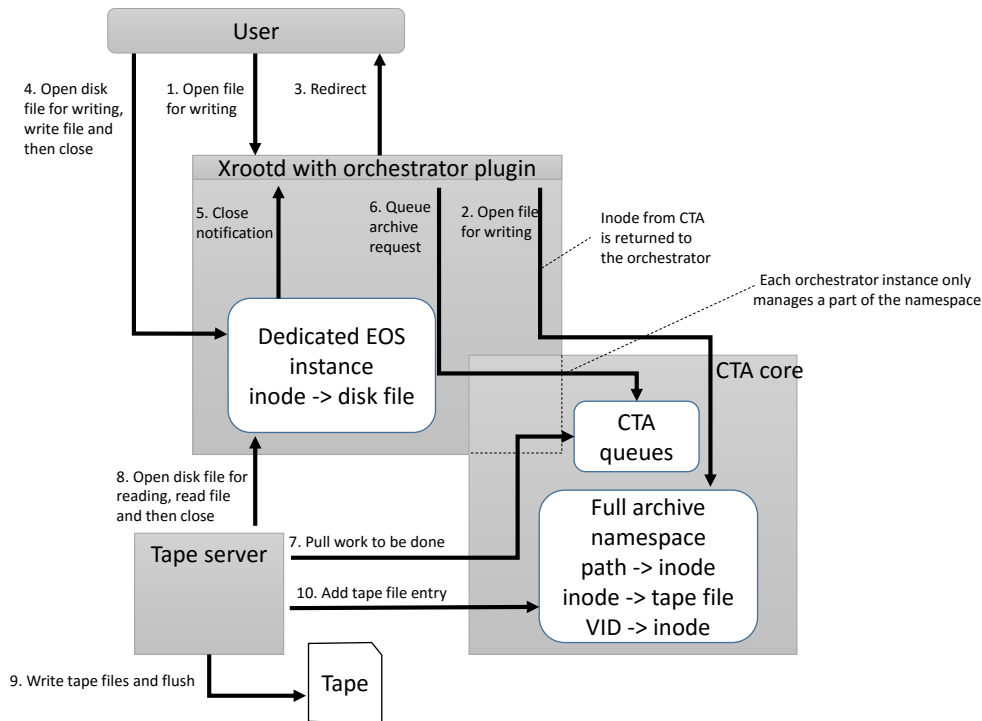 User
4. Open disk
file for writing,
write file and
then close
1. Open file
for writing
3. Redirect
Xrootd with orchestrator plugin
5. Close
notification
6. Queue
archive
request
2. Open file
for writing
Inode from CTA
is returned to
the orchestrator
Each orchestrator instance only
manages a part of the namespace
Dedicated EOS
instance
inode -> disk file
CTA core
CTA
queues
8. Open disk file for
reading, read file
and then close
Full archive
namespace
path -> inode
inode -> tape file
VID -> inode
Tape server
7. Pull work to be done
10. Add tape file entry
9. Write tape files and flush
Tape